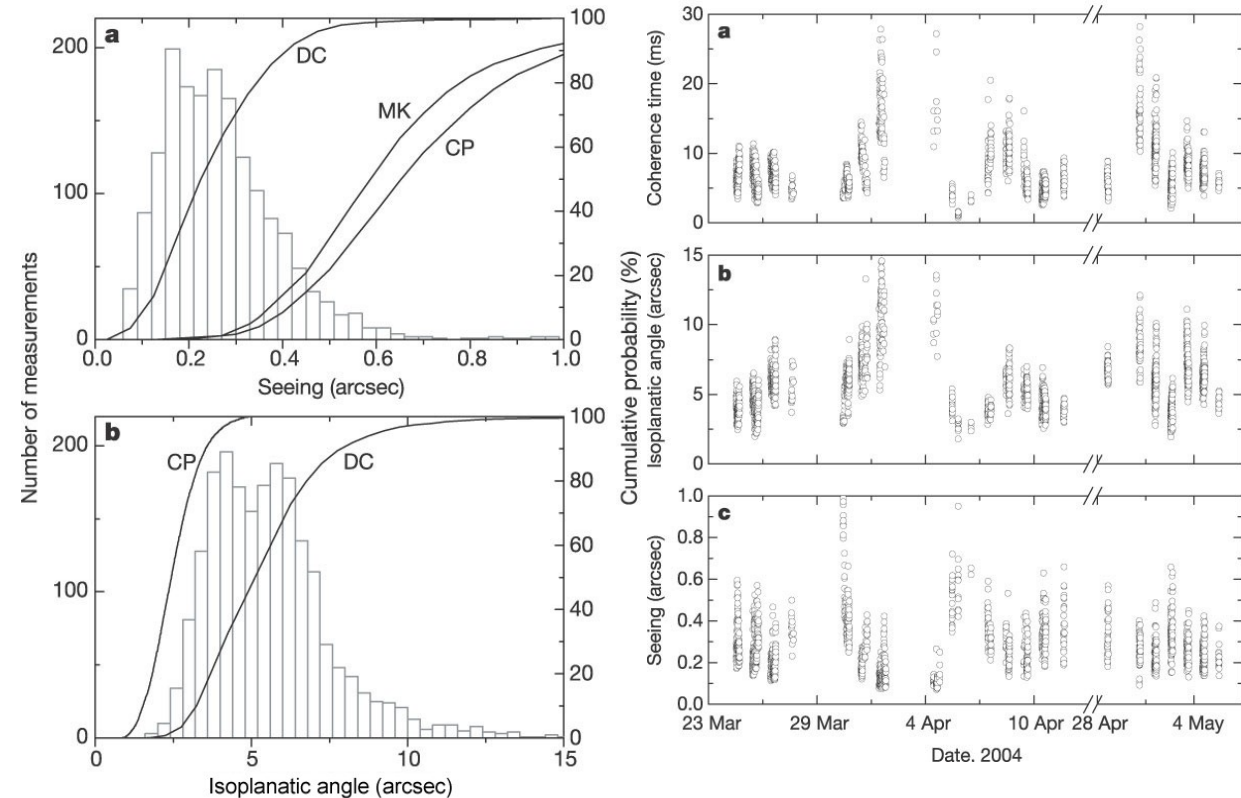 a
200
100
0
100
80
60
40
20
0
DC
MK
CP
0.0 0.2 0.4 0.6 0.8 1.0
Seeing (arcsec)
Number of measurements
Cumulative probability (%)
b
200
100
0
100
80
60
40
20
0
CP
DC
0 5 10 15
Isoplanatic angle (arcsec)
a
30
20
10
0
Coherence time (ms)
b
15
10
5
0
Isoplanatic angle (arcsec)
c
1.0
0.8
0.6
0.4
0.2
0.0
Seeing (arcsec)
23 Mar 29 Mar 4 Apr 10 Apr 28 Apr 4 May
Date. 2004